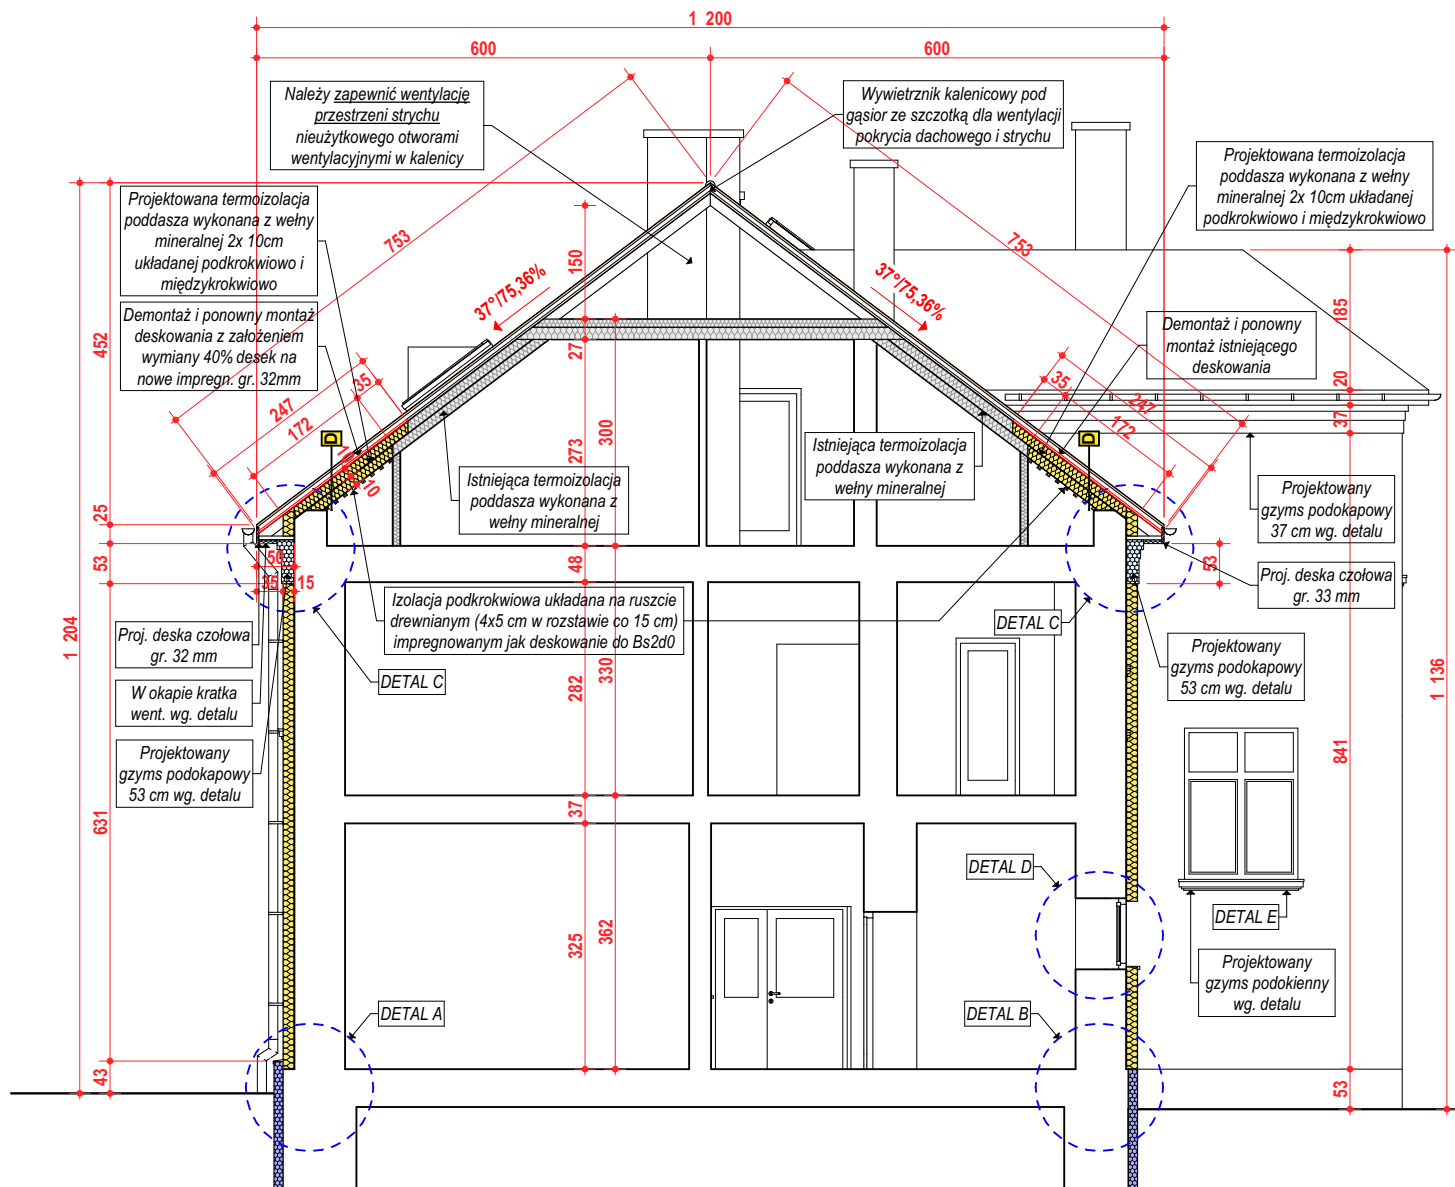 1 200
600
600
Należy zapewnić wentylację
przestrzeni strychu
nieużytkowego otworami
wentylacyjnymi w kalenicy
Wywietrznik kalenicowy pod
gąsior ze szczotką dla wentylacji
pokrycia dachowego i strychu
Projektowana termoizolacja
poddasza wykonana z wełny
mineralnej 2x 10cm układanej
podkrokwiowo i międzykrokwiowo
Projektowana termoizolacja
poddasza wykonana z wełny
mineralnej 2x 10cm
układanej podkrokwiowo i
międzykrokwiowo
753
753
150
37°/75,36%
37°/75,36%
185
452
Demontaż i ponowny montaż
deskowania z założeniem
wymiany 40% desek na
nowe impregn. gr. 32mm
Demontaż i ponowny
montaż istniejącego
deskowania
27
35
247
172
35
247
172
20
37
D
D
10
10
273
300
Istniejąca termoizolacja
poddasza wykonana z
wełny mineralnej
Istniejąca termoizolacja
poddasza wykonana z
wełny mineralnej
Projektowany
gzyms podokapowy
37 cm wg. detalu
25
53
50
35
15
48
53
Proj. deska czołowa
gr. 33 mm
Izolacja podkrokwiowa układana na ruszcie
drewnianym (4x5 cm w rozstawie co 15 cm)
impregnowanym jak deskowanie do Bs2d0
DETAL C
DETAL C
1 204
Proj. deska czołowa
gr. 32 mm
Projektowany
gzyms podokapowy
53 cm wg. detalu
1 136
W okapie kratka
went. wg. detalu
282
330
Projektowany
gzyms podokapowy
53 cm wg. detalu
841
631
37
DETAL D
DETAL E
325
362
Projektowany
gzyms podokienny
wg. detalu
DETAL A
DETAL B
43
53